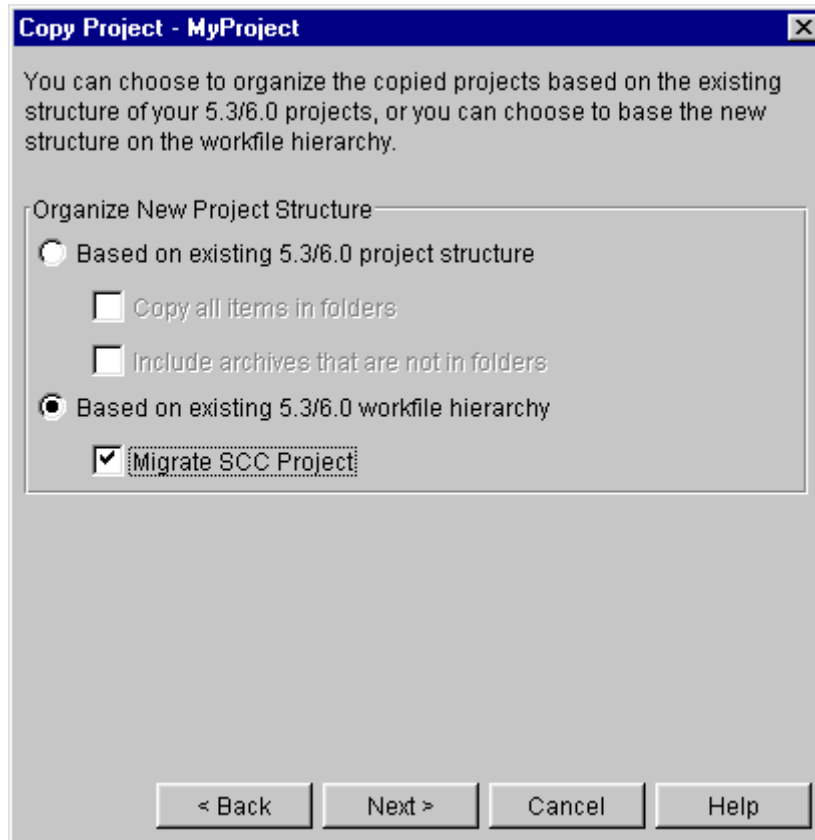 Copy Project - MyProject
You can choose to organize the copied projects based on the existing
structure of your 5.3/6.0 projects, or you can choose to base the new
structure on the workfile hierarchy.
Organize New Project Structure
Based on existing 5.3/6.0 project structure
Copy all items in folders
Include archives that are not in folders
Based on existing 5.3/6.0 workfile hierarchy
Migrate SCC Project
< Back Next > Cancel Help